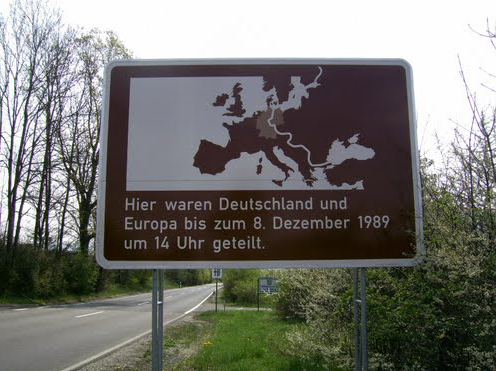 Hier waren Deutschland und
Europa bis zum 8. Dezember 1989
um 14 Uhr geteilt.